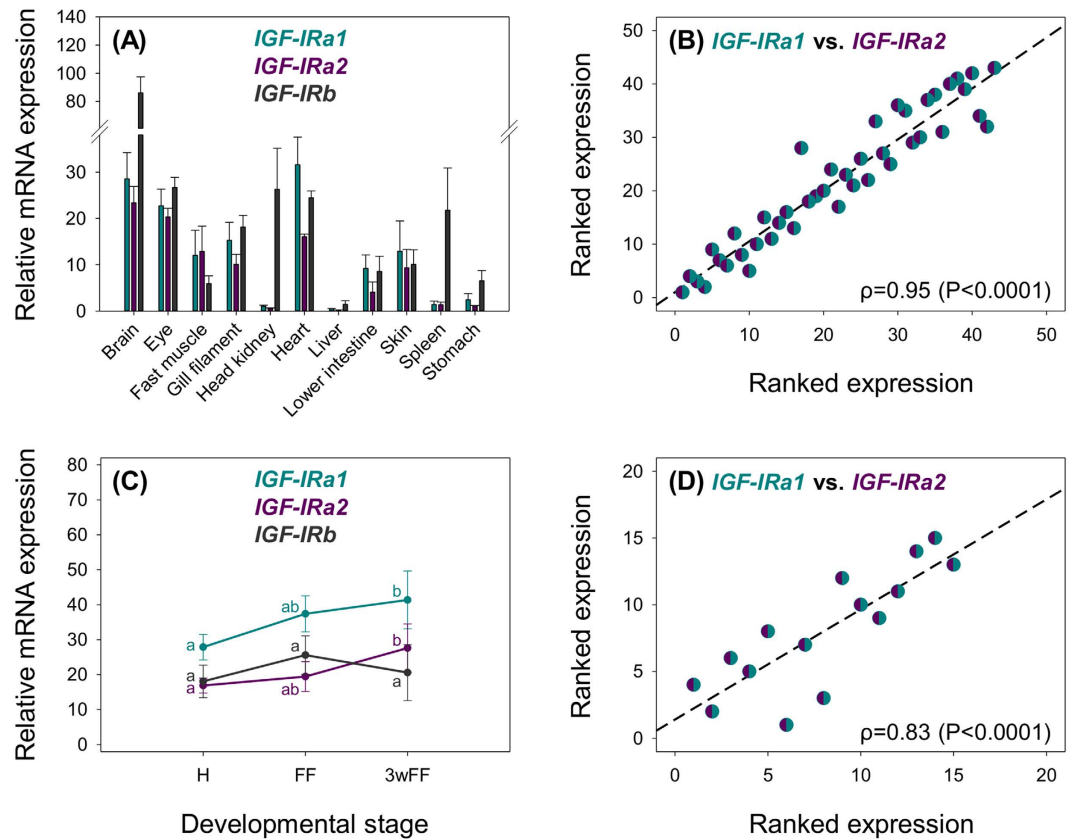 (A)
IGF-IRa1
IGF-IRa2
IGF-IRb
Relative mRNA expression
140
120
100
80
30
20
10
0
Brain
Eye
Fast muscle
Gill filament
Head kidney
Heart
Liver
Lower intestine
Skin
Spleen
Stomach
(B) IGF-IRa1 vs. IGF-IRa2
Ranked expression
50
40
30
20
10
0
ρ=0.95 (P<0.0001)
0 10 20 30 40 50
Ranked expression
(C)
IGF-IRa1
IGF-IRa2
IGF-IRb
Relative mRNA expression
80
70
60
50
40
30
20
10
0
a
ab
b
a
a
b
a
ab
a
H FF 3wFF
Developmental stage
(D) IGF-IRa1 vs. IGF-IRa2
Ranked expression
20
15
10
5
0
ρ=0.83 (P<0.0001)
0 5 10 15 20
Ranked expression